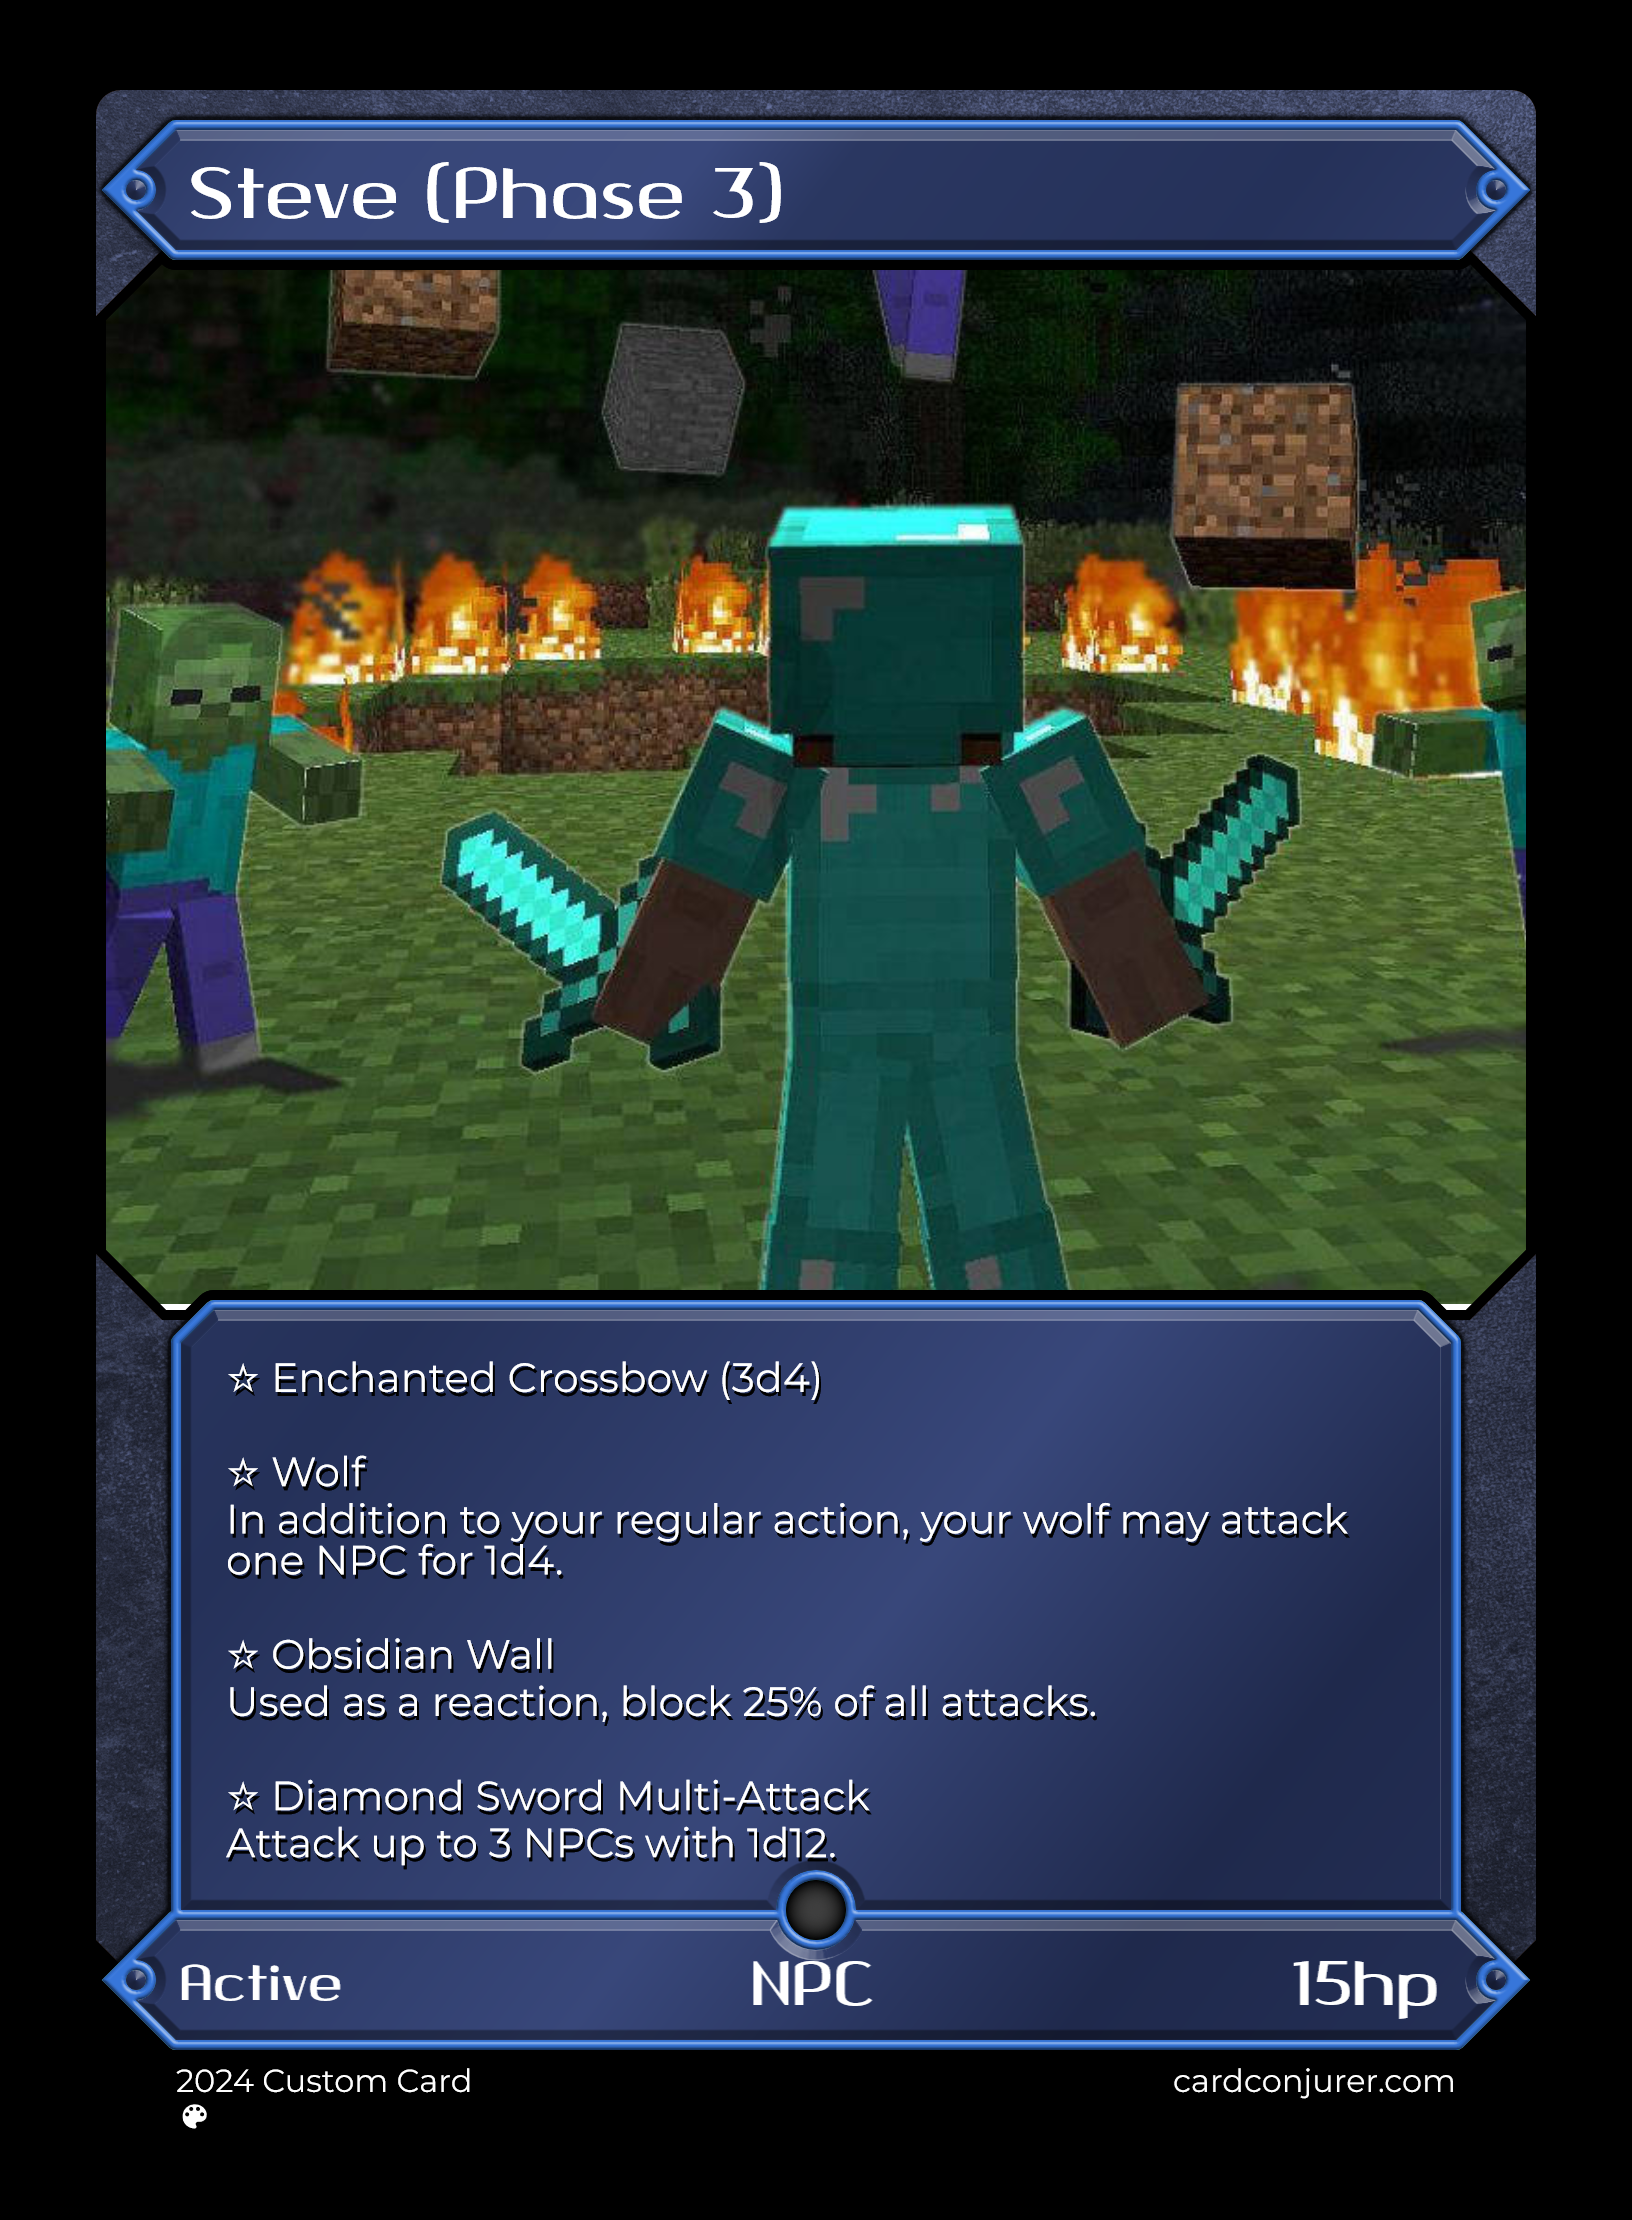 Steve (Phase 3)
☆ Enchanted Crossbow (3d4)
☆ Wolf
In addition to your regular action, your wolf may attack
one NPC for 1d4.
☆ Obsidian Wall
Used as a reaction, block 25% of all attacks.
☆ Diamond Sword Multi-Attack
Attack up to 3 NPCs with 1d12.
Active
NPC
15hp
2024 Custom Card
cardconjurer.com